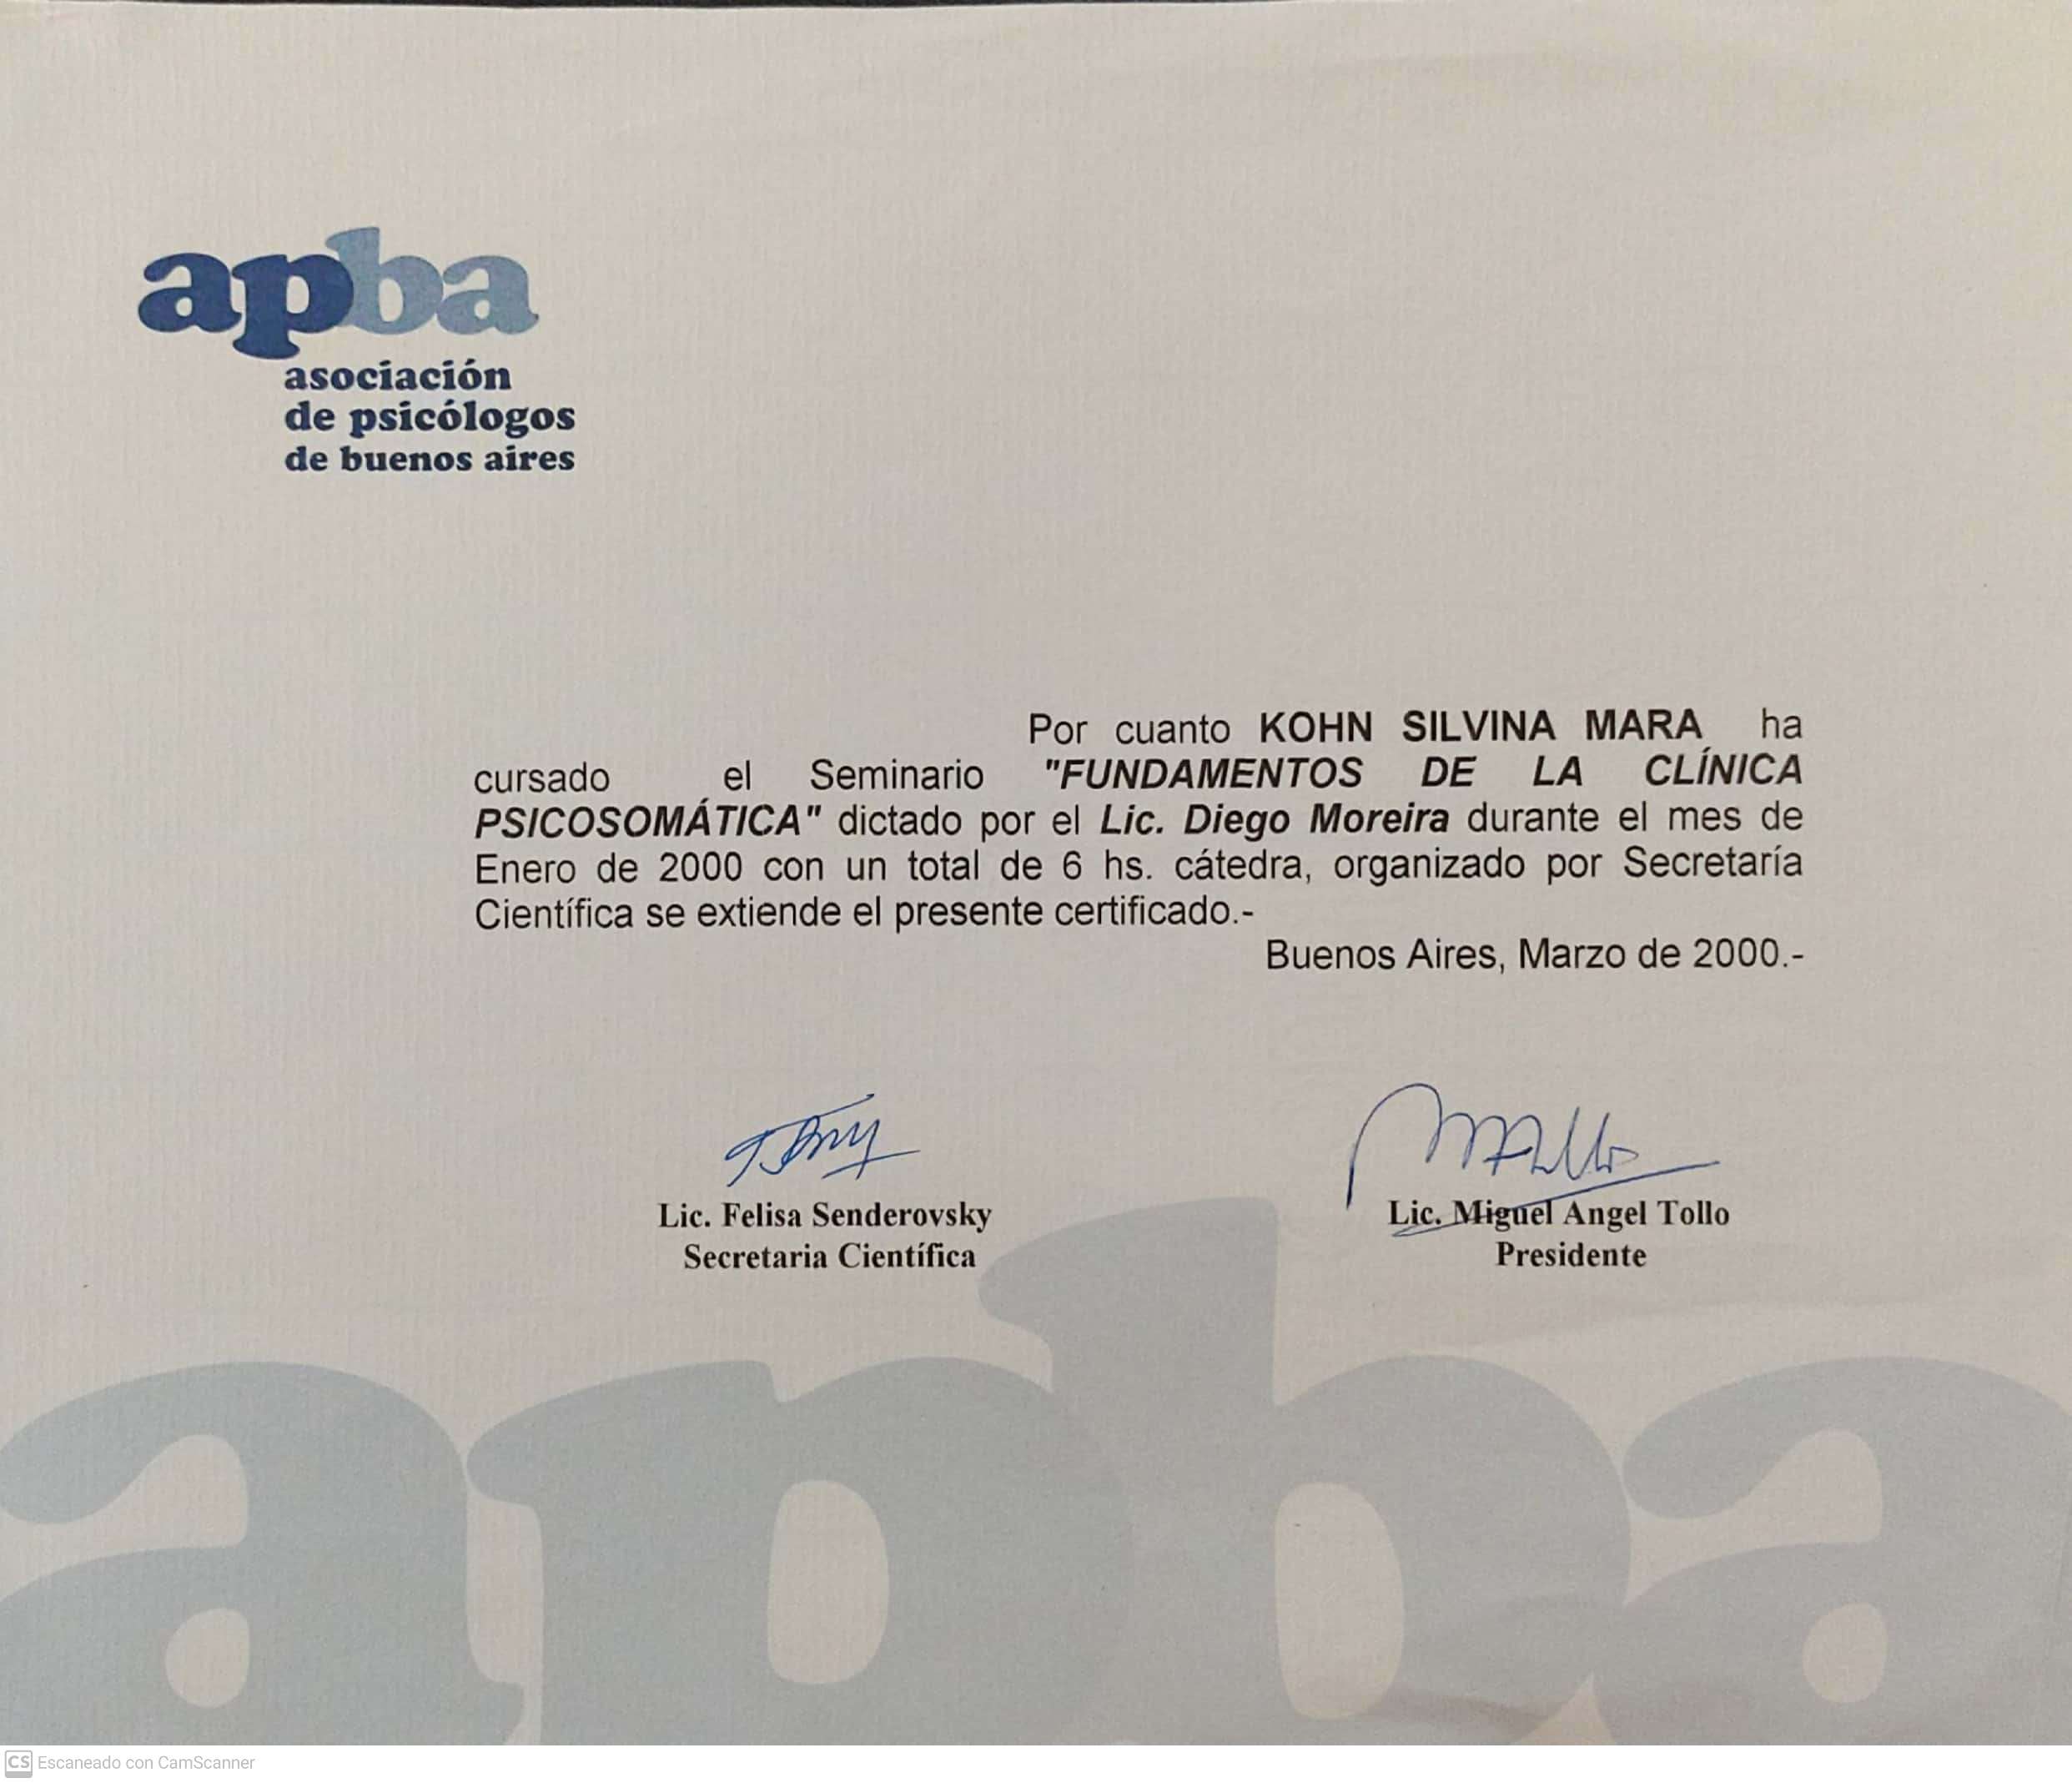 apba
asociación
de psicólogos
de buenos aires
Por cuanto KOHN SILVINA MARA ha
cursado el Seminario "FUNDAMENTOS DE LA CLÍNICA
PSICOSOMÁTICA" dictado por el Lic. Diego Moreira durante el mes de
Enero de 2000 con un total de 6 hs. cátedra, organizado por Secretaría
Científica se extiende el presente certificado.-
Buenos Aires, Marzo de 2000.-
Lic. Felisa Senderovsky
Secretaria Científica
Lic. Miguel Angel Tollo
Presidente
apba
CS Escaneado con CamScanner